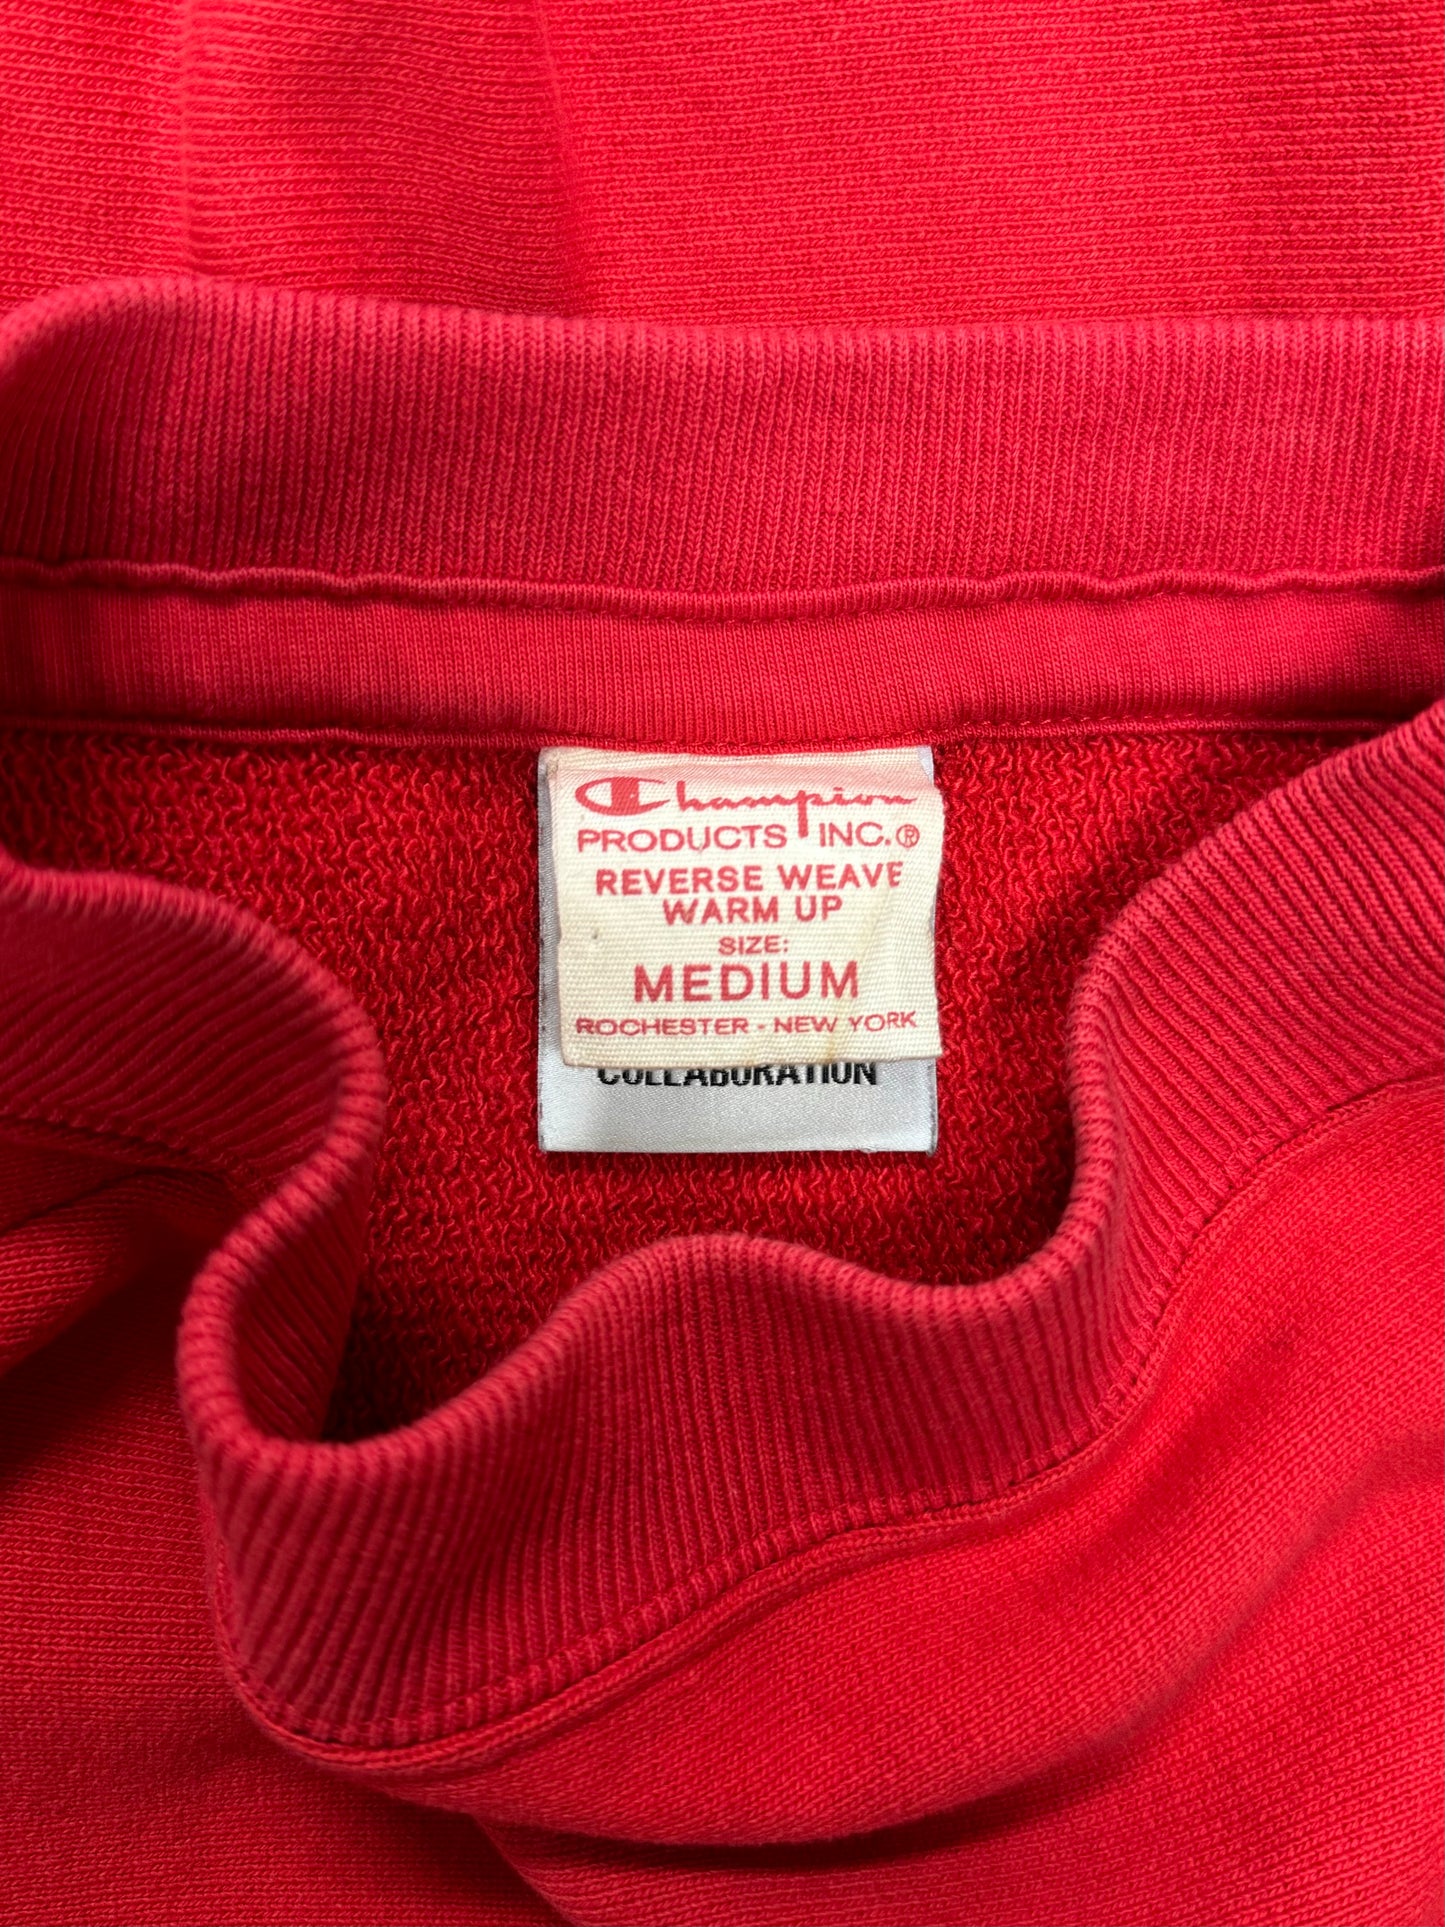 Champion
PRODUCTS INC.®
REVERSE WEAVE
WARM UP
SIZE:
MEDIUM
ROCHESTER - NEW YORK
COLLABORATION